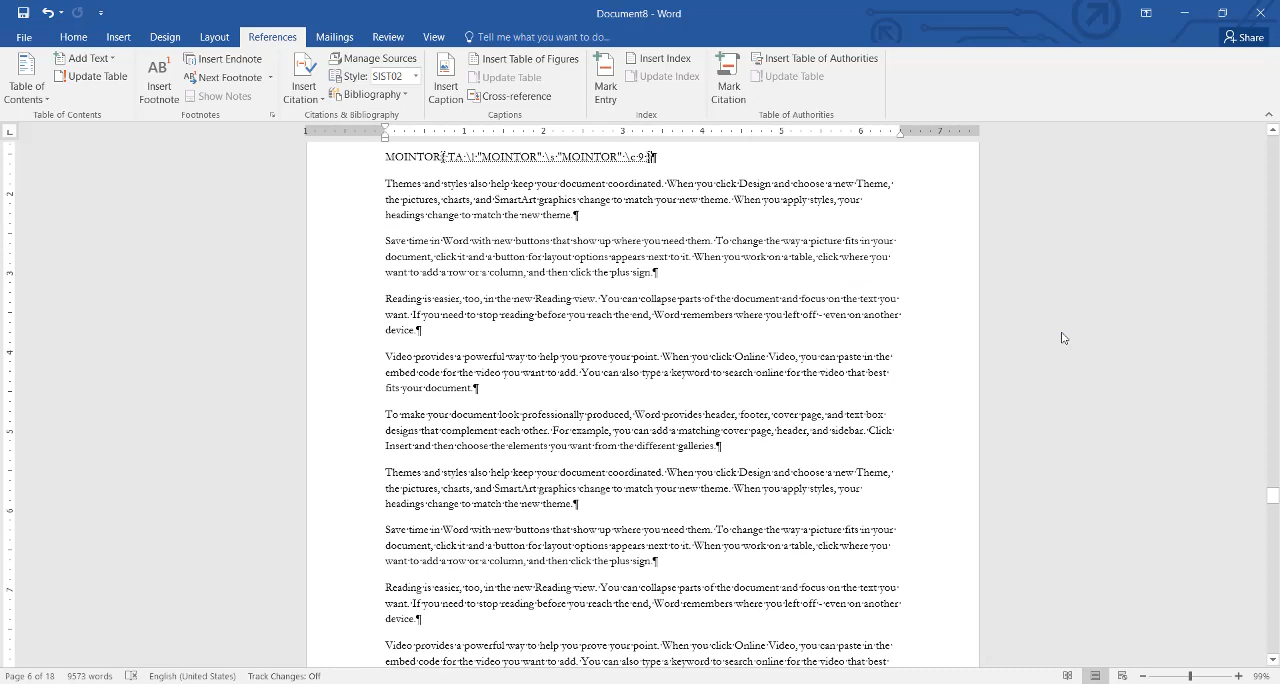 Document8 - Word
File Home Insert Design Layout References Mailings Review View Tell me what you want to do... Share
Table of Contents
Add Text
Update Table
Table of Contents
AB1
Insert Footnote
Insert Endnote
Next Footnote
Show Notes
Footnotes
Insert Citation
Manage Sources
Style: SIST02
Bibliography
Citations & Bibliography
Insert Caption
Insert Table of Figures
Update Table
Cross-reference
Captions
Mark Entry
Insert Index
Update Index
Index
Mark Citation
Insert Table of Authorities
Update Table
Table of Authorities
1 1 2 3 4 5 6 7
2
3
4
5
6
7
MOINTOR{·TA·\l·"MOINTOR"·\s·"MOINTOR"·\c·9·}¶
Themes·and·styles·also·help·keep·your·document·coordinated.·When·you·click·Design·and·choose·a·new·Theme,·
the·pictures,·charts,·and·SmartArt·graphics·change·to·match·your·new·theme.·When·you·apply·styles,·your·
headings·change·to·match·the·new·theme.¶
Save·time·in·Word·with·new·buttons·that·show·up·where·you·need·them.·To·change·the·way·a·picture·fits·in·your·
document,·click·it·and·a·button·for·layout·options·appears·next·to·it.·When·you·work·on·a·table,·click·where·you·
want·to·add·a·row·or·a·column,·and·then·click·the·plus·sign.¶
Reading·is·easier,·too,·in·the·new·Reading·view.·You·can·collapse·parts·of·the·document·and·focus·on·the·text·you·
want.·If·you·need·to·stop·reading·before·you·reach·the·end,·Word·remembers·where·you·left·off·-·even·on·another·
device.¶
Video·provides·a·powerful·way·to·help·you·prove·your·point.·When·you·click·Online·Video,·you·can·paste·in·the·
embed·code·for·the·video·you·want·to·add.·You·can·also·type·a·keyword·to·search·online·for·the·video·that·best·
fits·your·document.¶
To·make·your·document·look·professionally·produced,·Word·provides·header,·footer,·cover·page,·and·text·box·
designs·that·complement·each·other.·For·example,·you·can·add·a·matching·cover·page,·header,·and·sidebar.·Click·
Insert·and·then·choose·the·elements·you·want·from·the·different·galleries.¶
Themes·and·styles·also·help·keep·your·document·coordinated.·When·you·click·Design·and·choose·a·new·Theme,·
the·pictures,·charts,·and·SmartArt·graphics·change·to·match·your·new·theme.·When·you·apply·styles,·your·
headings·change·to·match·the·new·theme.¶
Save·time·in·Word·with·new·buttons·that·show·up·where·you·need·them.·To·change·the·way·a·picture·fits·in·your·
document,·click·it·and·a·button·for·layout·options·appears·next·to·it.·When·you·work·on·a·table,·click·where·you·
want·to·add·a·row·or·a·column,·and·then·click·the·plus·sign.¶
Reading·is·easier,·too,·in·the·new·Reading·view.·You·can·collapse·parts·of·the·document·and·focus·on·the·text·you·
want.·If·you·need·to·stop·reading·before·you·reach·the·end,·Word·remembers·where·you·left·off·-·even·on·another·
device.¶
Video·provides·a·powerful·way·to·help·you·prove·your·point.·When·you·click·Online·Video,·you·can·paste·in·the·
embed·code·for·the·video·you·want·to·add.·You·can·also·type·a·keyword·to·search·online·for·the·video·that·best·
Page 6 of 18 9573 words English (United States) Track Changes: Off 99%